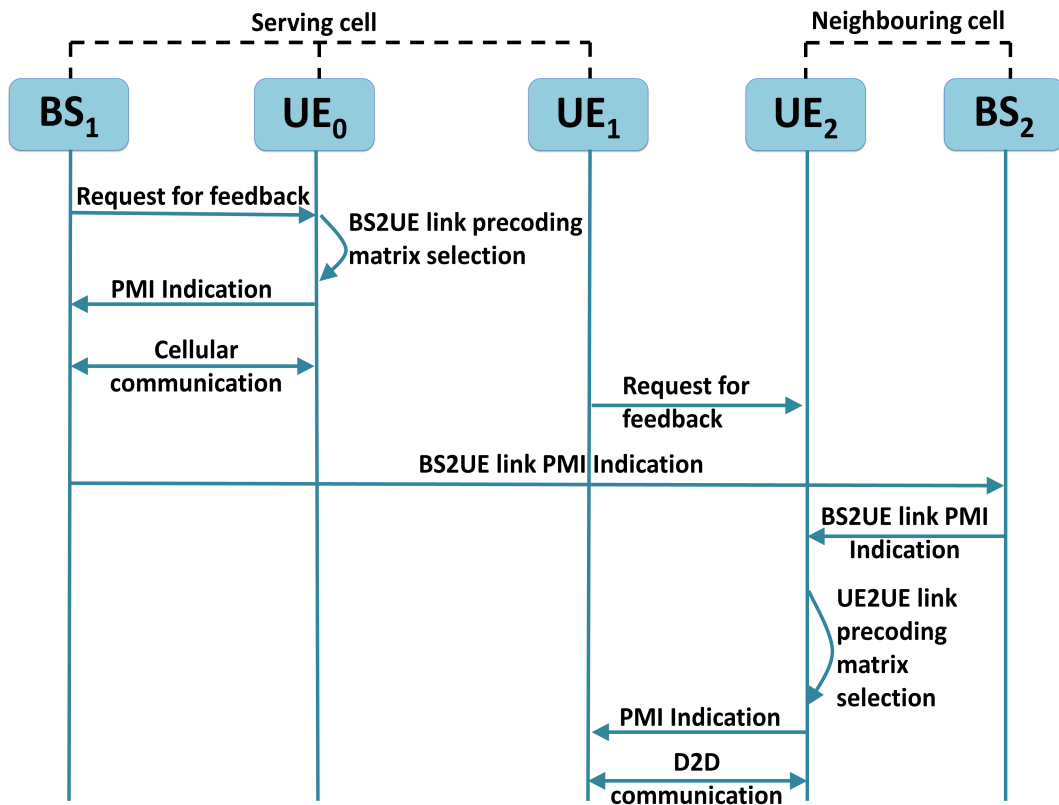 Serving cell
Neighbouring cell
BS1
UE0
UE1
UE2
BS2
Request for feedback
BS2UE link precoding
matrix selection
PMI Indication
Cellular
communication
Request for
feedback
BS2UE link PMI Indication
BS2UE link PMI
Indication
UE2UE link
precoding
matrix
selection
PMI Indication
D2D
communication